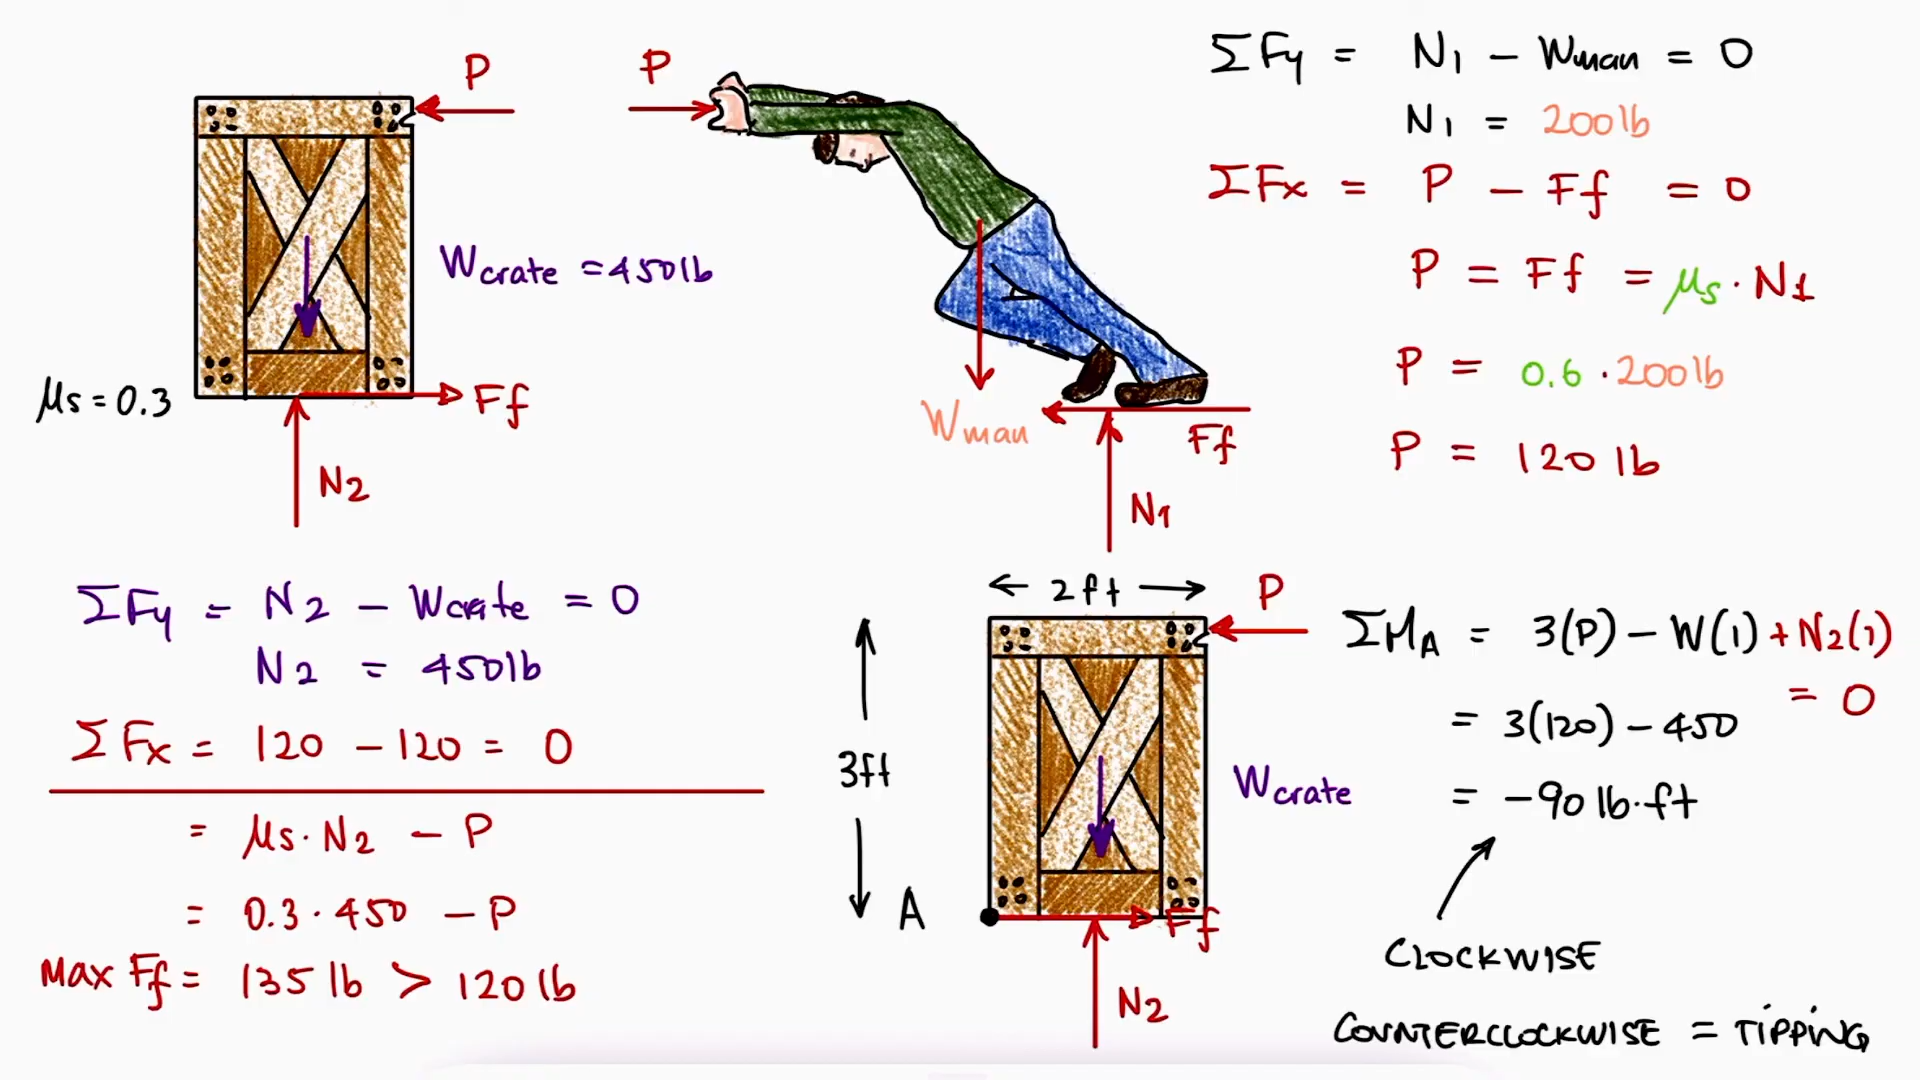 P
P
Wcrate = 450lb
μs = 0.3
Ff
N2
Wman
Ff
N1
ΣFy = N1 − Wman = 0
N1 = 200lb
ΣFx = P − Ff = 0
P = Ff = μs · N1
P = 0.6 · 200lb
P = 120 lb
ΣFy = N2 − Wcrate = 0
N2 = 450lb
ΣFx = 120 − 120 = 0
= μs · N2 − P
= 0.3 · 450 − P
Max Ff = 135 lb > 120 lb
← 2ft →
P
3ft
Wcrate
A
Ff
N2
ΣMA = 3(P) − W(1) + N2(1)
= 0
= 3(120) − 450
= −90 lb·ft
CLOCKWISE
COUNTERCLOCKWISE = TIPPING